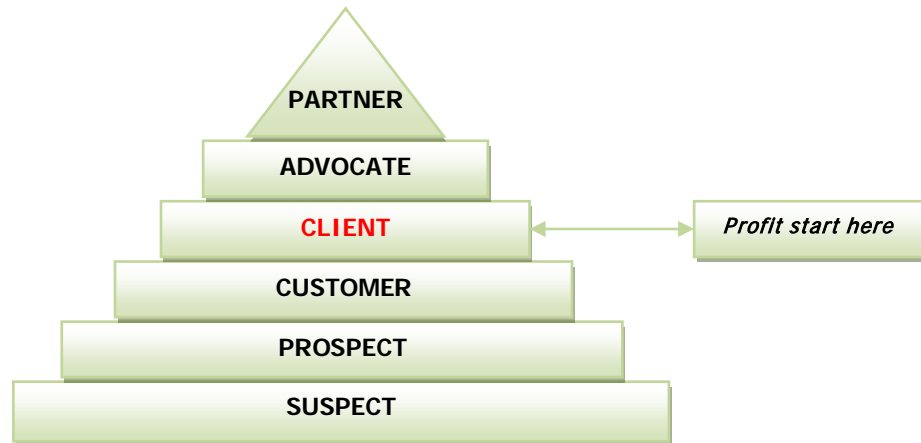 PARTNER
ADVOCATE
CLIENT
Profit start here
CUSTOMER
PROSPECT
SUSPECT